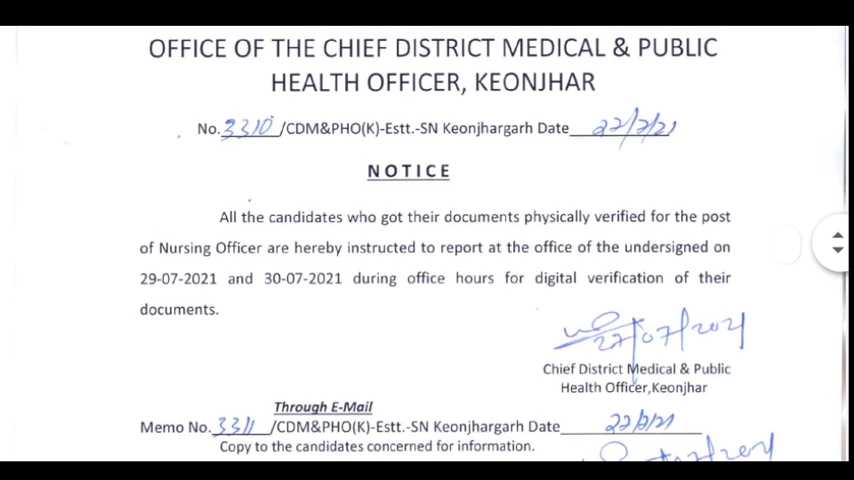 OFFICE OF THE CHIEF DISTRICT MEDICAL & PUBLIC
HEALTH OFFICER, KEONJHAR
No. 3310 /CDM&PHO(K)-Estt.-SN Keonjhargarh Date 22/7/21
NOTICE
All the candidates who got their documents physically verified for the post
of Nursing Officer are hereby instructed to report at the office of the undersigned on
29-07-2021 and 30-07-2021 during office hours for digital verification of their
documents.
22/07/2021
Chief District Medical & Public
Health Officer,Keonjhar
Through E-Mail
Memo No. 3311 /CDM&PHO(K)-Estt.-SN Keonjhargarh Date 22/7/21
Copy to the candidates concerned for information.